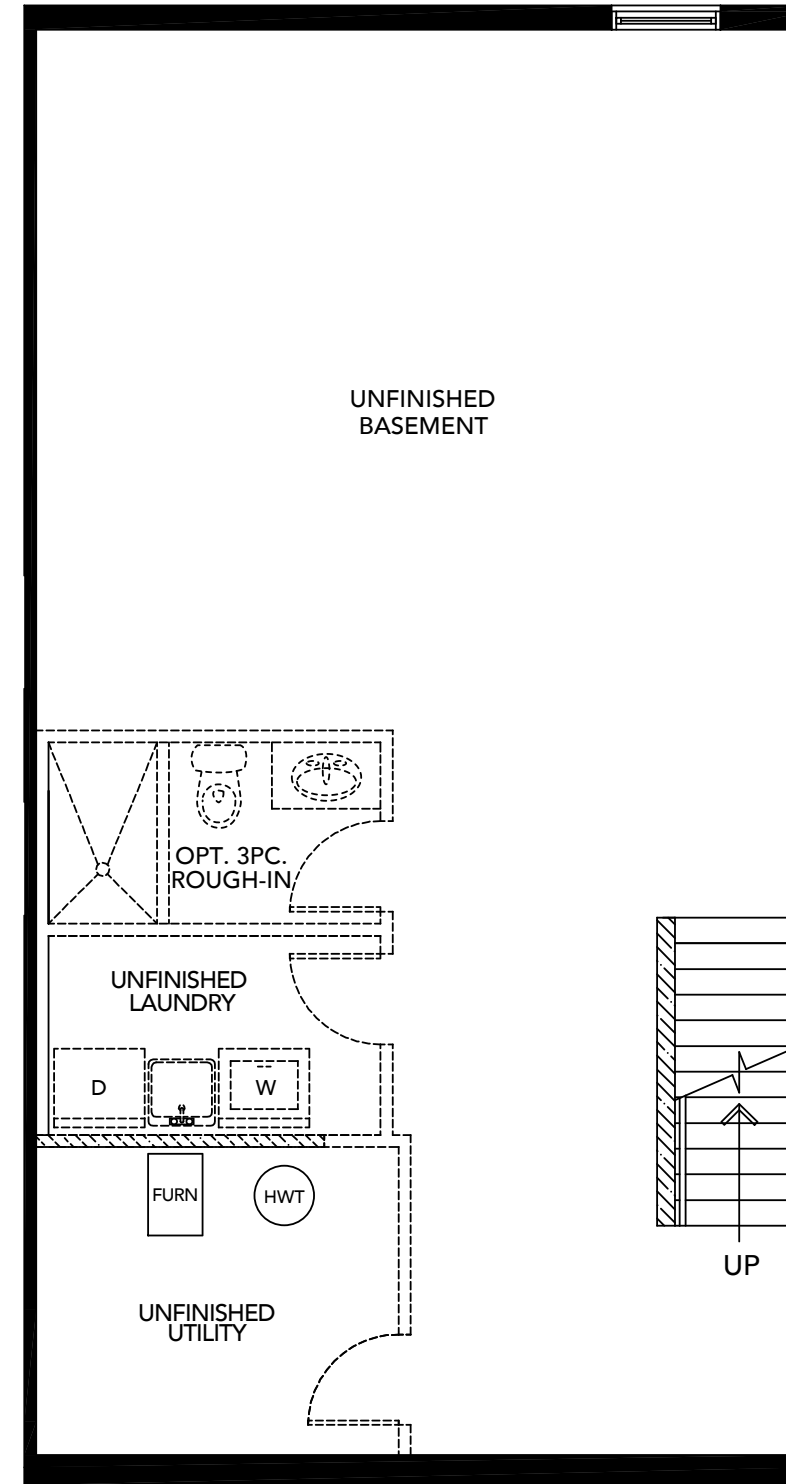 UNFINISHED
BASEMENT
OPT. 3PC.
ROUGH-IN
UNFINISHED
LAUNDRY
D
W
FURN
HWT
UP
UNFINISHED
UTILITY